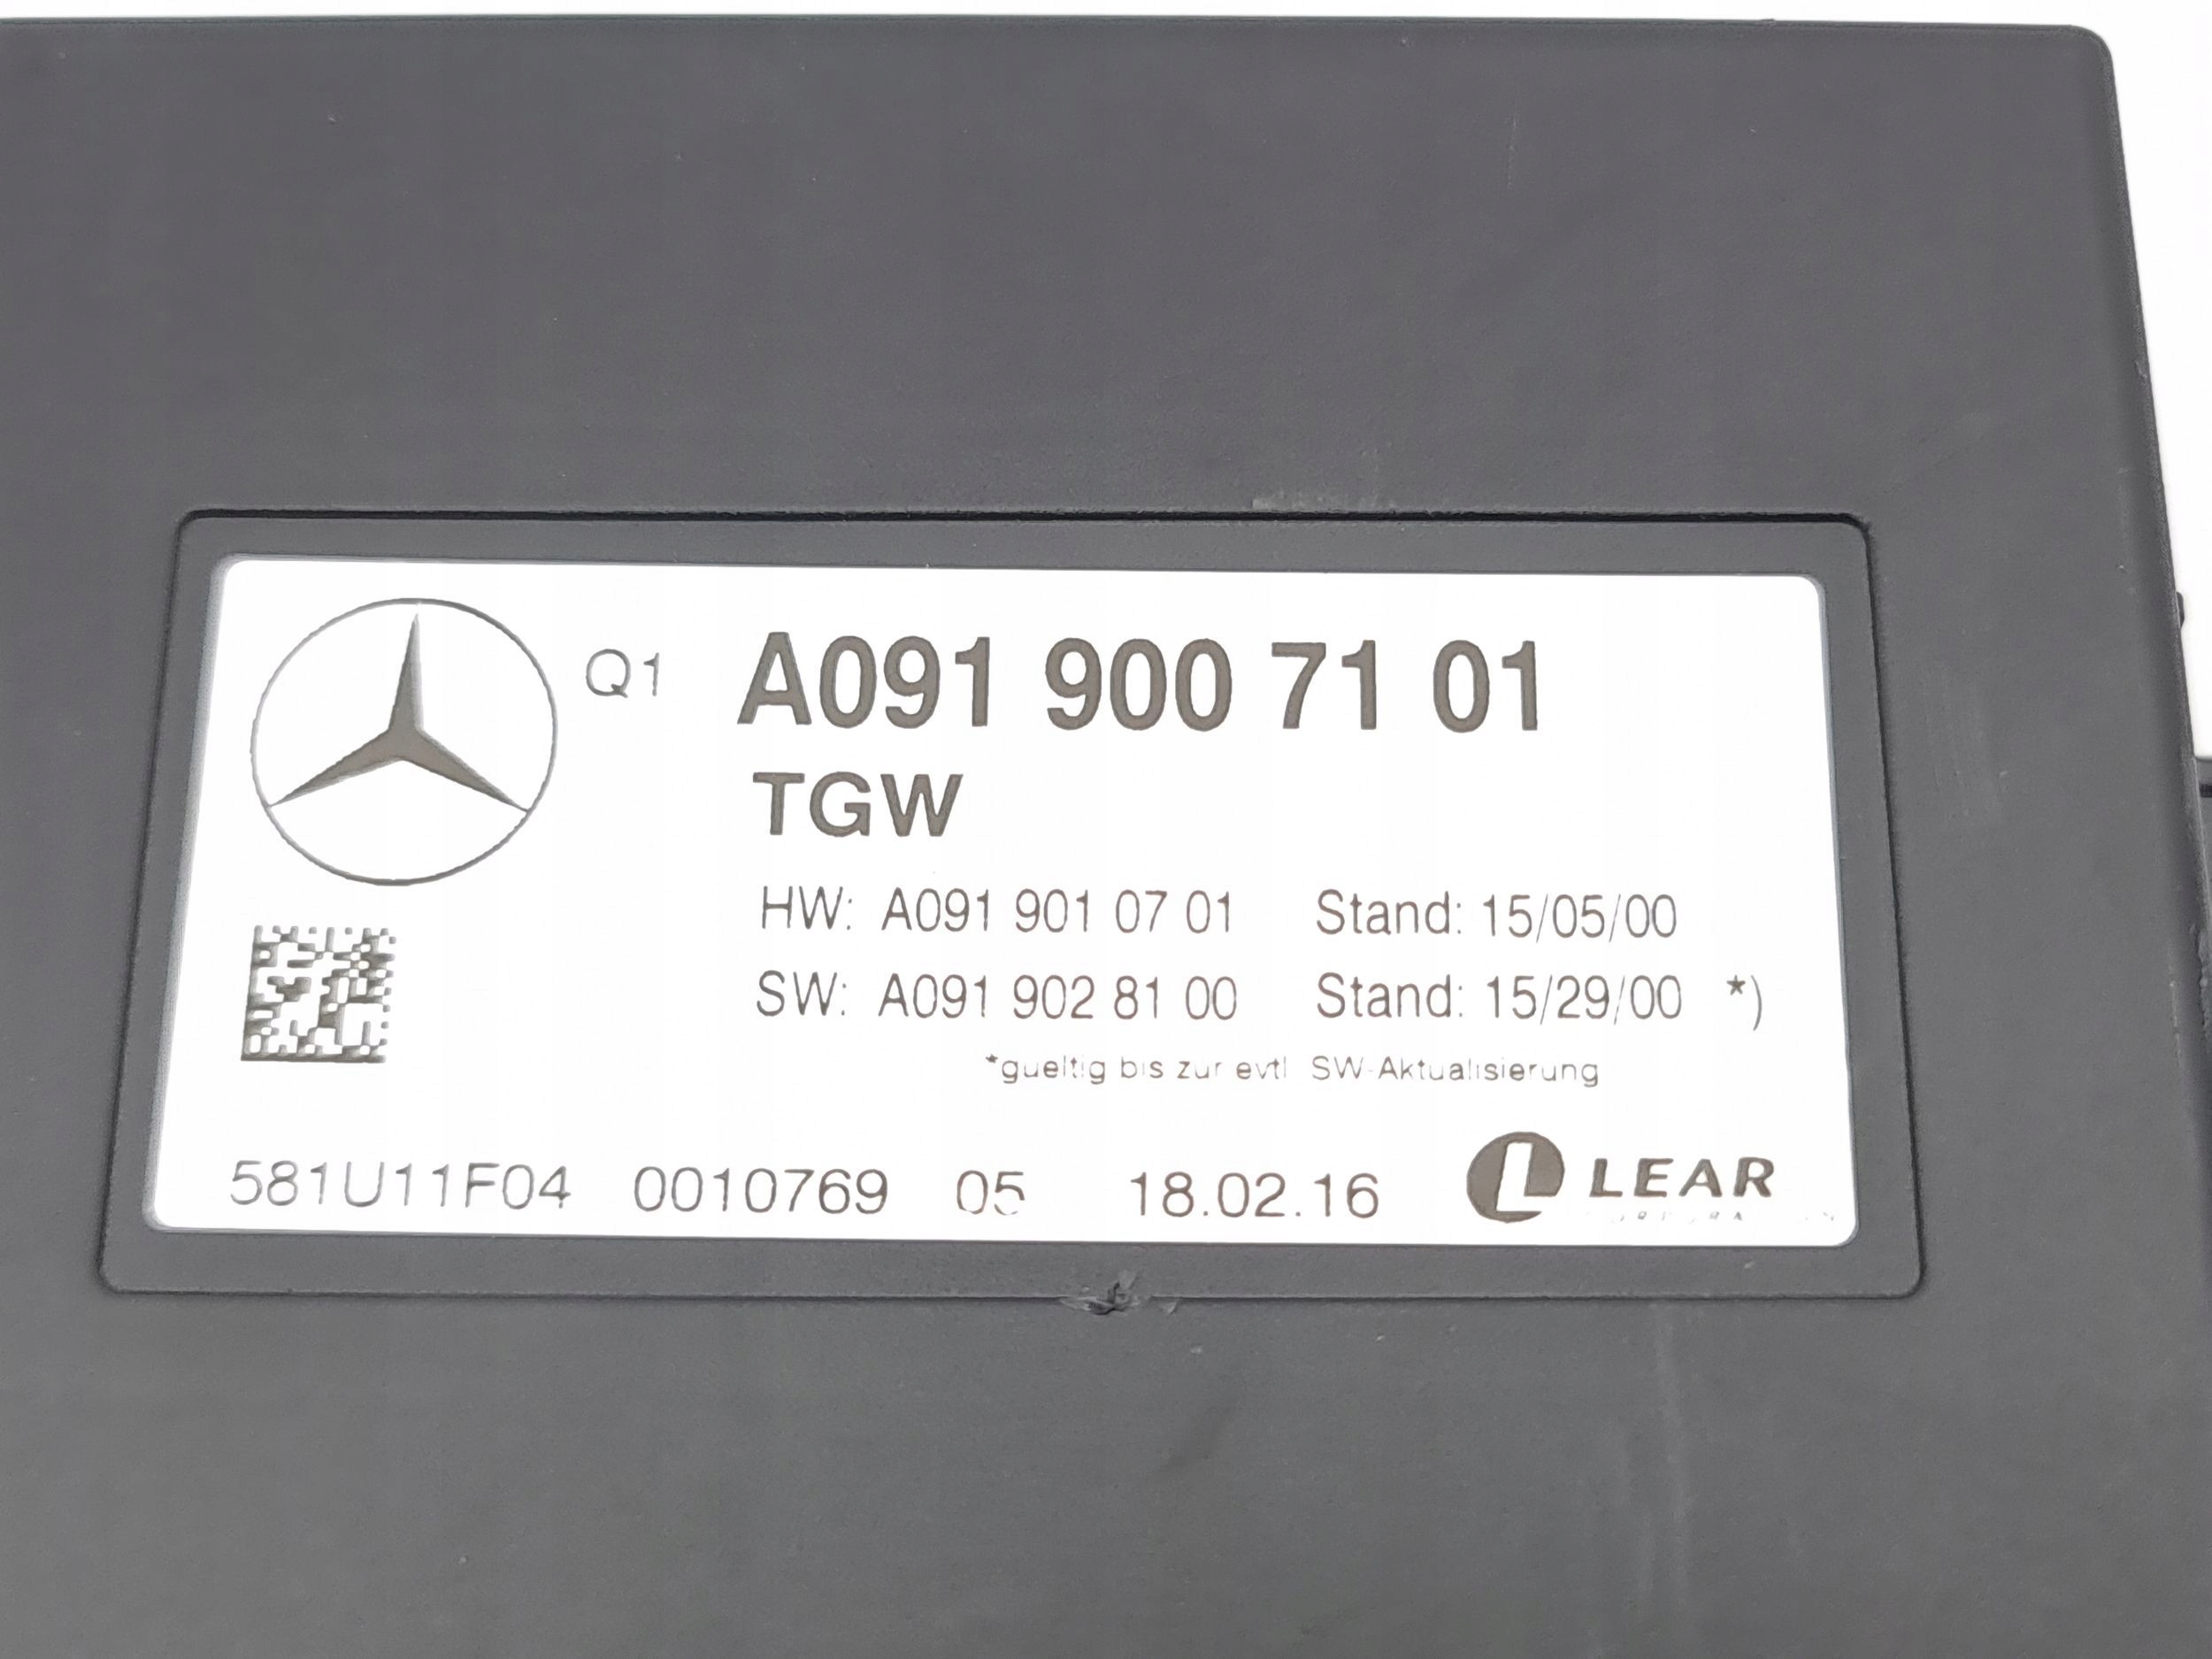 Q1 A091 900 71 01
TGW
HW: A091 901 07 01 Stand: 15/05/00
SW: A091 902 81 00 Stand: 15/29/00 *)
*gueltig bis zur evtl SW-Aktualisierung
581U11F04 0010769 05 18.02.16 LEAR